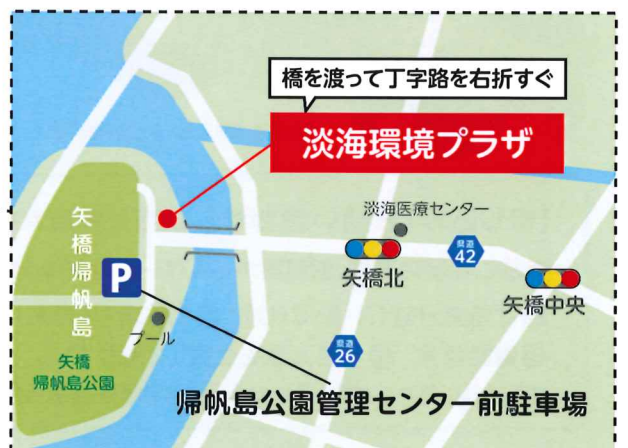 橋を渡って丁字路を右折すぐ
淡海環境プラザ
淡海医療センター
矢橋北
県道
42
矢橋中央
矢橋帰帆島
P
プール
県道
26
矢橋
帰帆島公園
帰帆島公園管理センター前駐車場